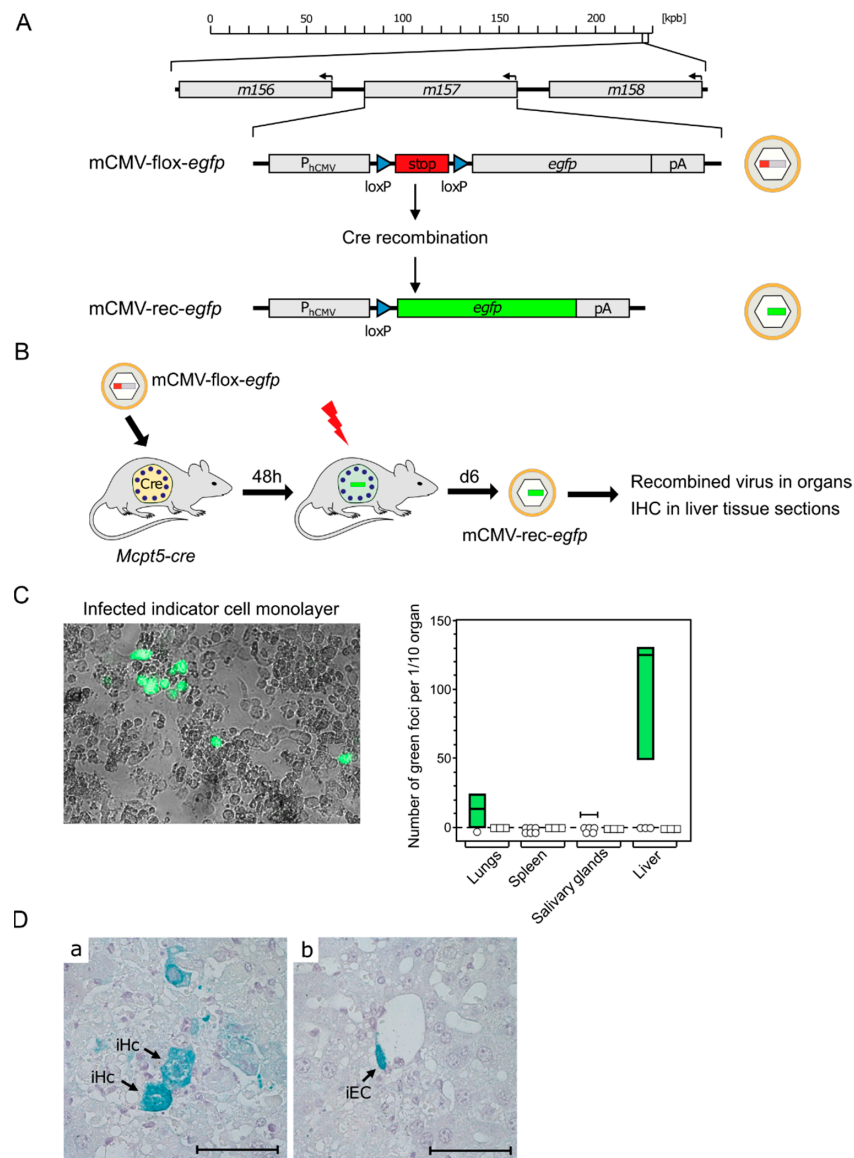 A
0 50 100 150 200 [kpb]
m156 m157 m158
mCMV-flox-egfp
PhCMV stop egfp pA
loxP loxP
Cre recombination
mCMV-rec-egfp
PhCMV egfp pA
loxP
B
mCMV-flox-egfp
Cre 48h d6
Mcpt5-cre
mCMV-rec-egfp
Recombined virus in organs
IHC in liver tissue sections
C
Infected indicator cell monolayer
Number of green foci per 1/10 organ
150
100
50
0
Lungs
Spleen
Salivary glands
Liver
D
a
iHc
iHc
b
iEC